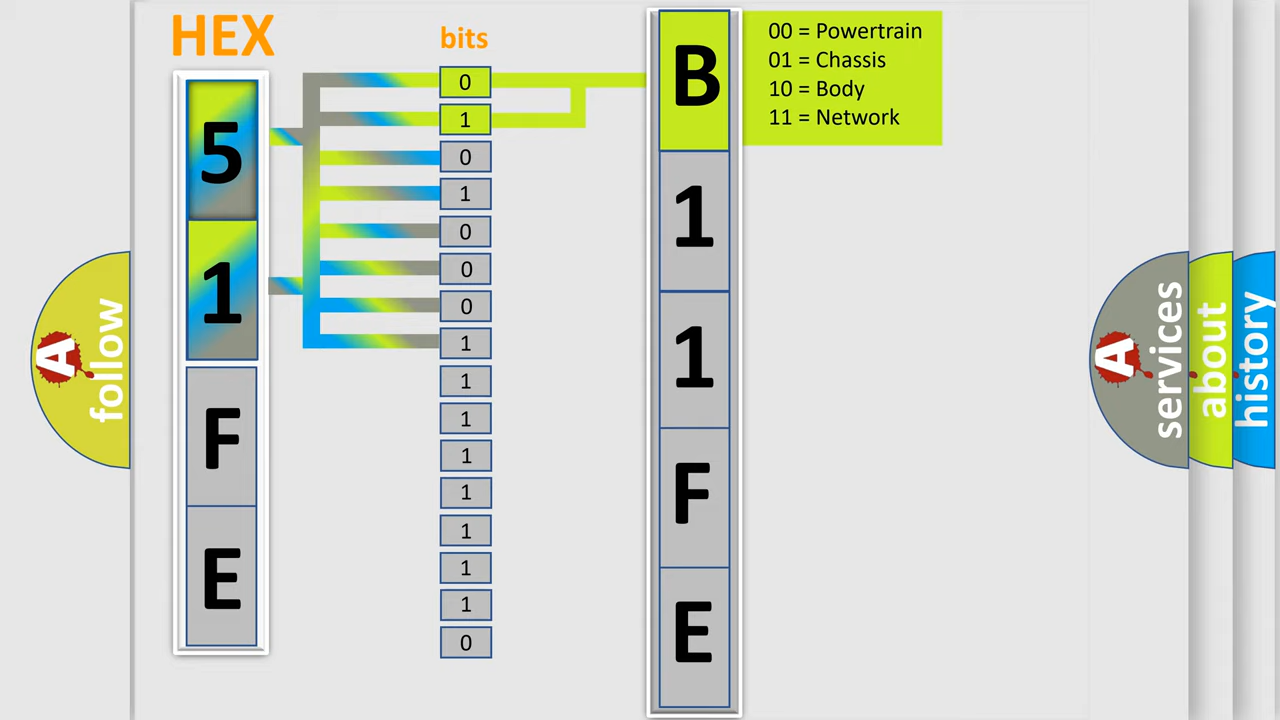 HEX
bits
5
1
F
E
0
1
0
1
0
0
0
1
1
1
1
1
1
1
1
0
B
1
1
F
E
00 = Powertrain
01 = Chassis
10 = Body
11 = Network
A
follow
A
services
about
history